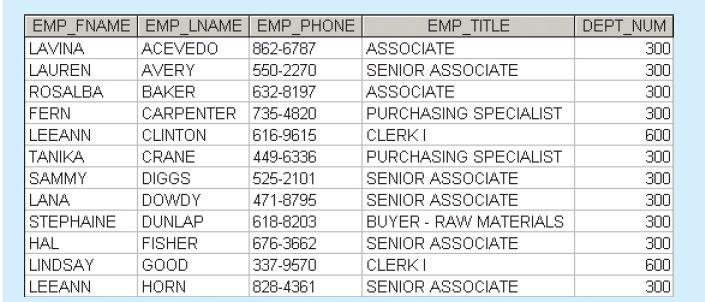 EMP_FNAME EMP_LNAME EMP_PHONE EMP_TITLE DEPT_NUM
LAVINA ACEVEDO 862-6787 ASSOCIATE 300
LAUREN AVERY 550-2270 SENIOR ASSOCIATE 300
ROSALBA BAKER 632-8197 ASSOCIATE 300
FERN CARPENTER 735-4820 PURCHASING SPECIALIST 300
LEEANN CLINTON 616-9615 CLERK I 600
TANIKA CRANE 449-6336 PURCHASING SPECIALIST 300
SAMMY DIGGS 525-2101 SENIOR ASSOCIATE 300
LANA DOWDY 471-8795 SENIOR ASSOCIATE 300
STEPHAINE DUNLAP 618-8203 BUYER - RAW MATERIALS 300
HAL FISHER 676-3662 SENIOR ASSOCIATE 300
LINDSAY GOOD 337-9570 CLERK I 600
LEEANN HORN 828-4361 SENIOR ASSOCIATE 300